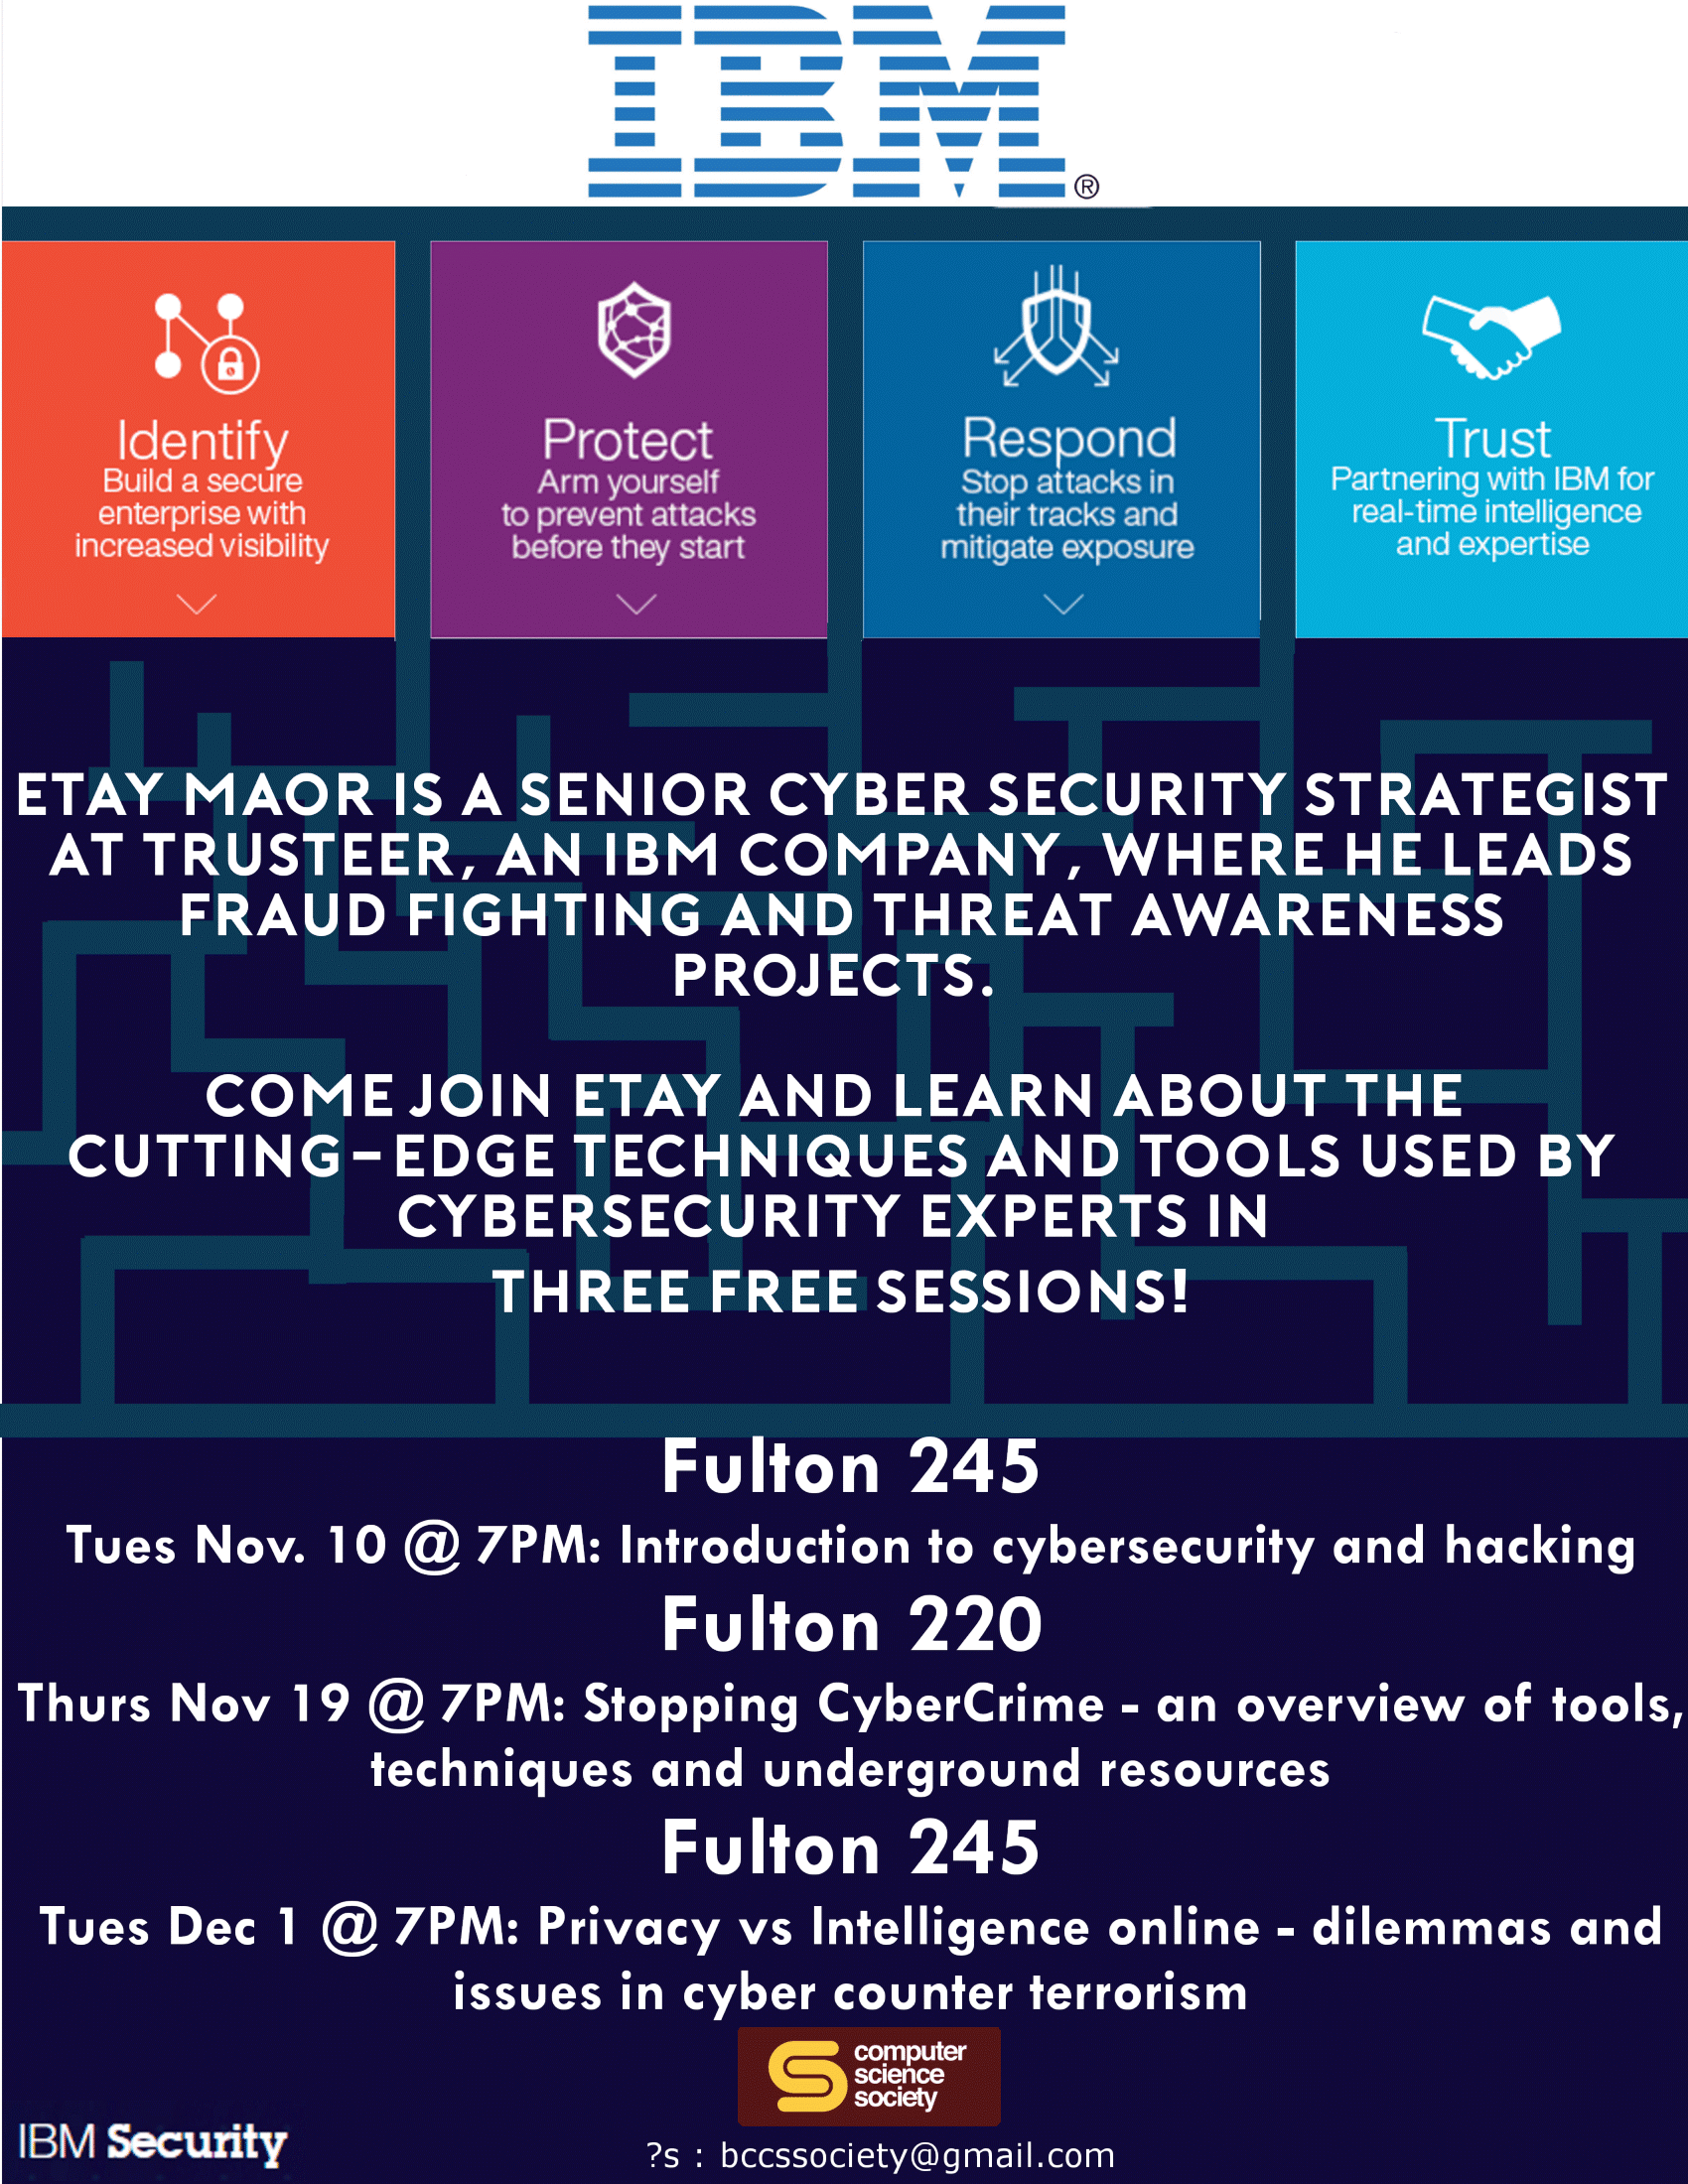 IBM®
Identify
Build a secure
enterprise with
increased visibility
Protect
Arm yourself
to prevent attacks
before they start
Respond
Stop attacks in
their tracks and
mitigate exposure
Trust
Partnering with IBM for
real-time intelligence
and expertise
ETAY MAOR IS A SENIOR CYBER SECURITY STRATEGIST
AT TRUSTEER, AN IBM COMPANY, WHERE HE LEADS
FRAUD FIGHTING AND THREAT AWARENESS
PROJECTS.
COME JOIN ETAY AND LEARN ABOUT THE
CUTTING-EDGE TECHNIQUES AND TOOLS USED BY
CYBERSECURITY EXPERTS IN
THREE FREE SESSIONS!
Fulton 245
Tues Nov. 10 @ 7PM: Introduction to cybersecurity and hacking
Fulton 220
Thurs Nov 19 @ 7PM: Stopping CyberCrime - an overview of tools,
techniques and underground resources
Fulton 245
Tues Dec 1 @ 7PM: Privacy vs Intelligence online - dilemmas and
issues in cyber counter terrorism
computer
science
society
IBM Security
?s : bccssociety@gmail.com